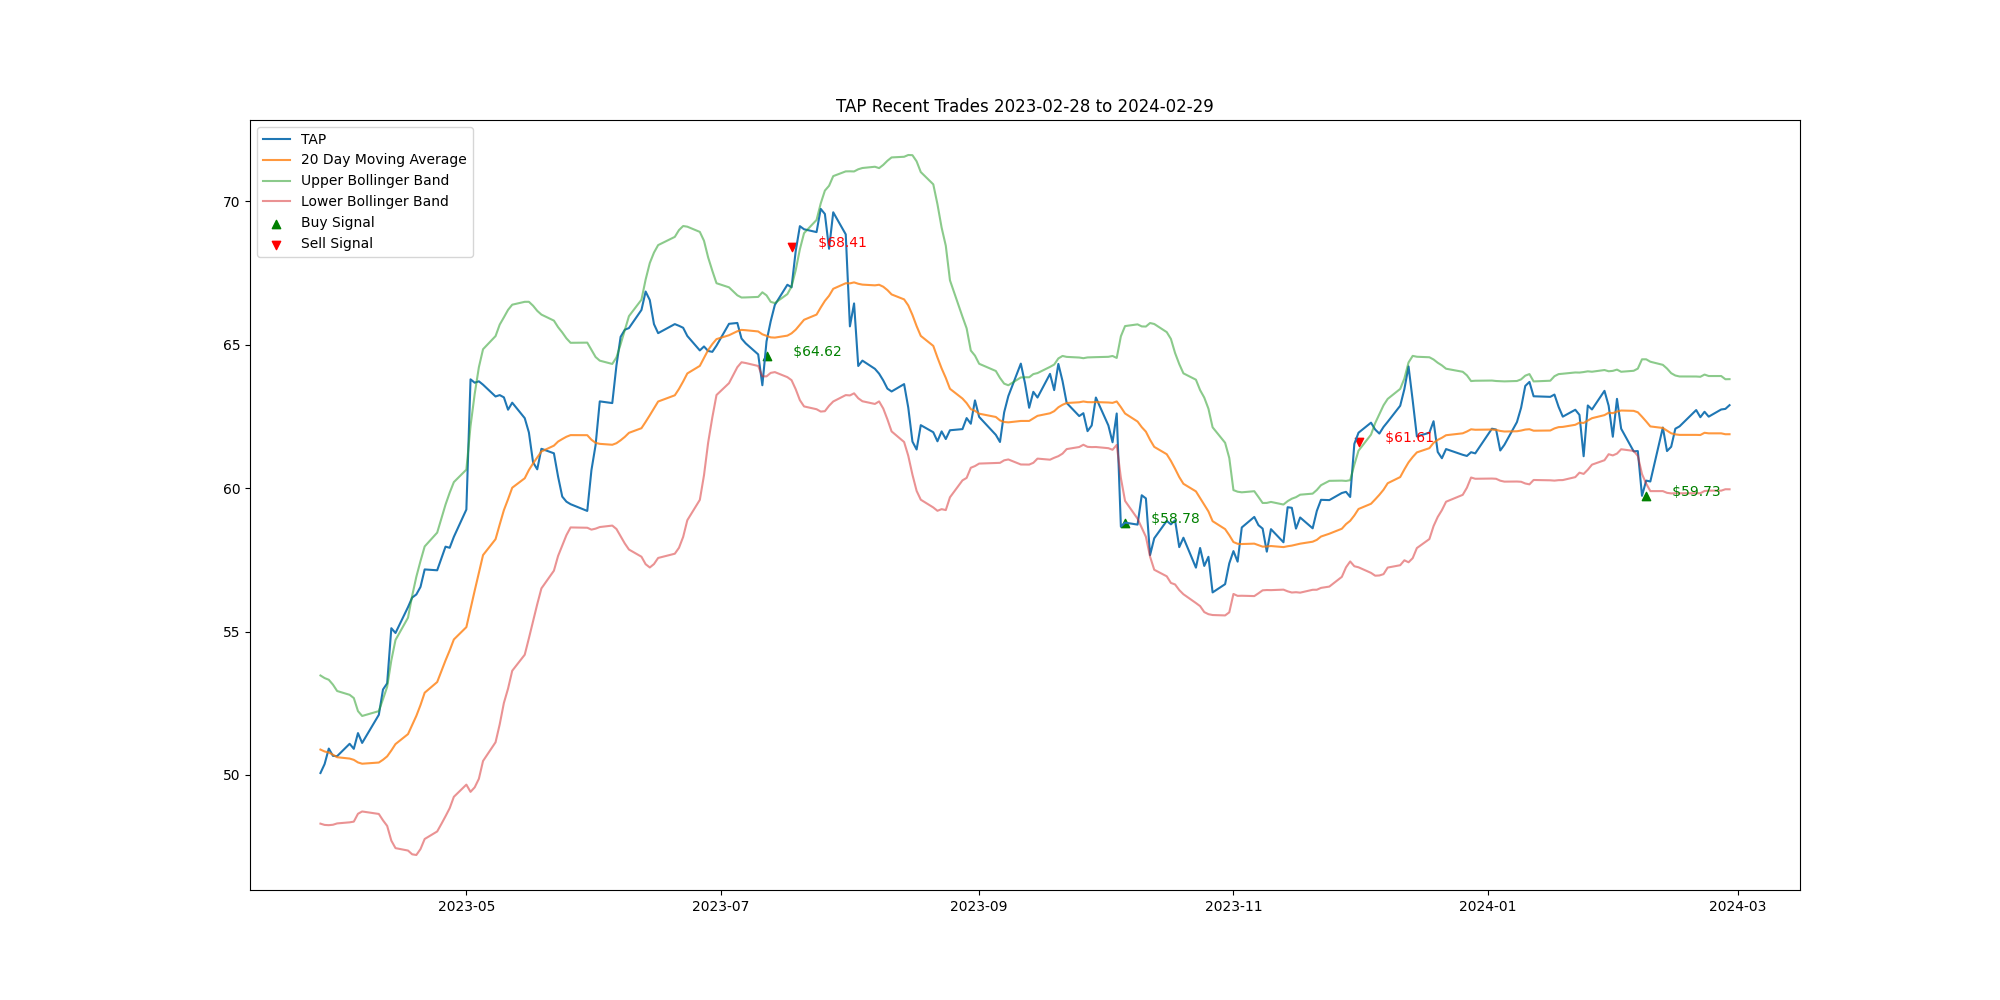 TAP Recent Trades 2023-02-28 to 2024-02-29
TAP
20 Day Moving Average
Upper Bollinger Band
Lower Bollinger Band
Buy Signal
Sell Signal
70
65
60
55
50
$68.41
$64.62
$61.61
$59.73
$58.78
2023-05
2023-07
2023-09
2023-11
2024-01
2024-03